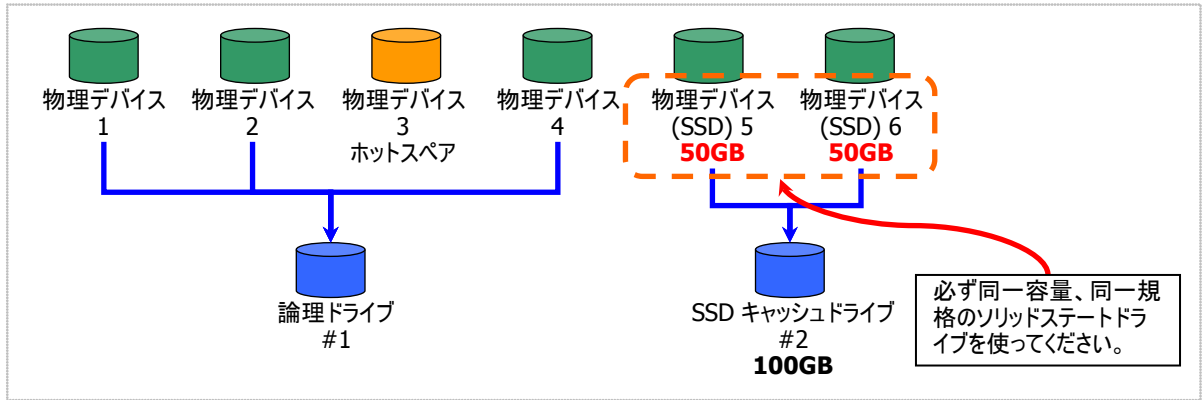 物理デバイス
1
物理デバイス
2
物理デバイス
3
ホットスペア
物理デバイス
4
物理デバイス
(SSD) 5
50GB
物理デバイス
(SSD) 6
50GB
論理ドライブ
#1
SSD キャッシュドライブ
#2
100GB
必ず同一容量、同一規
格のソリッドステートドラ
イブを使ってください。